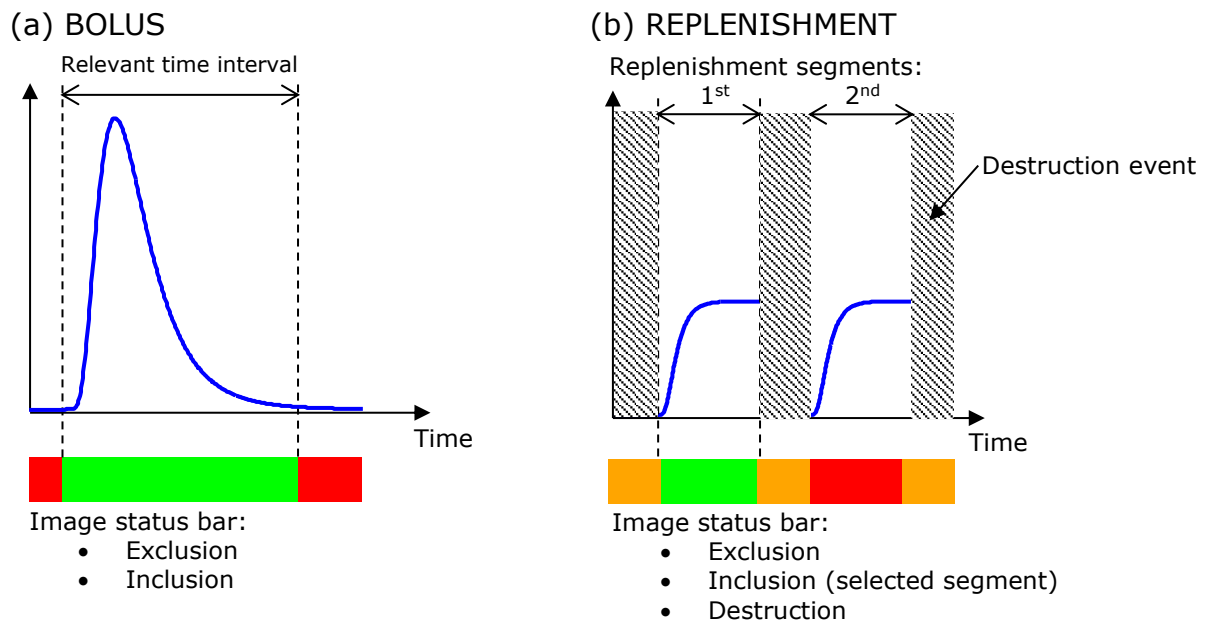 (a) BOLUS
Relevant time interval
Time
Image status bar:
• Exclusion
• Inclusion
(b) REPLENISHMENT
Replenishment segments:
1st
2nd
Destruction event
Time
Image status bar:
• Exclusion
• Inclusion (selected segment)
• Destruction